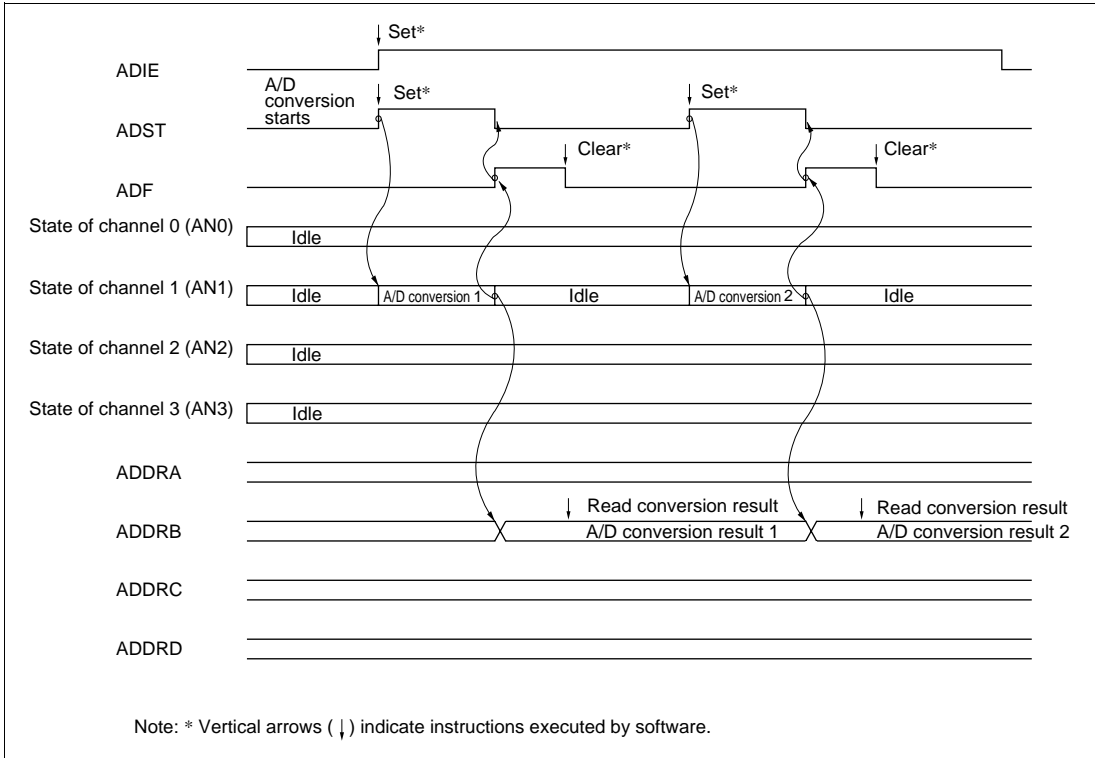 Set*
ADIE
A/D
conversion
starts
Set*
Set*
ADST
Clear*
Clear*
ADF
State of channel 0 (AN0)
Idle
State of channel 1 (AN1)
Idle
A/D conversion 1
Idle
A/D conversion 2
Idle
State of channel 2 (AN2)
Idle
State of channel 3 (AN3)
Idle
ADDRA
Read conversion result
Read conversion result
ADDRB
A/D conversion result 1
A/D conversion result 2
ADDRC
ADDRD
Note: * Vertical arrows (↓) indicate instructions executed by software.